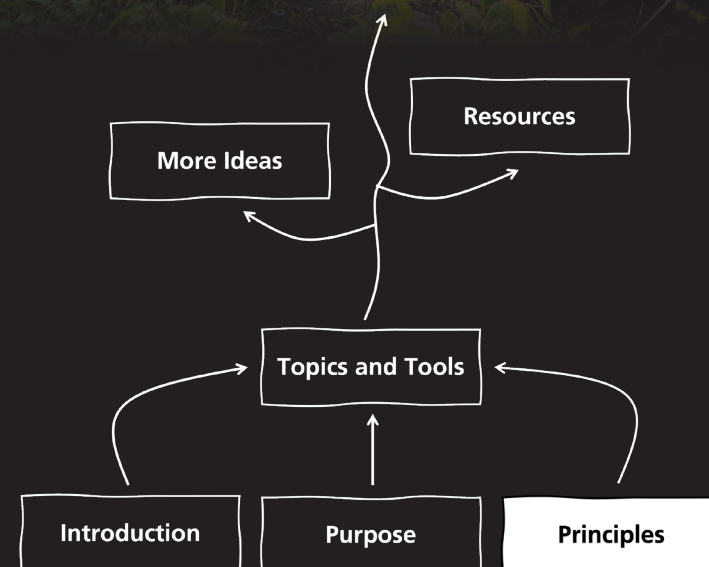 Resources
More Ideas
Topics and Tools
Introduction
Purpose
Principles